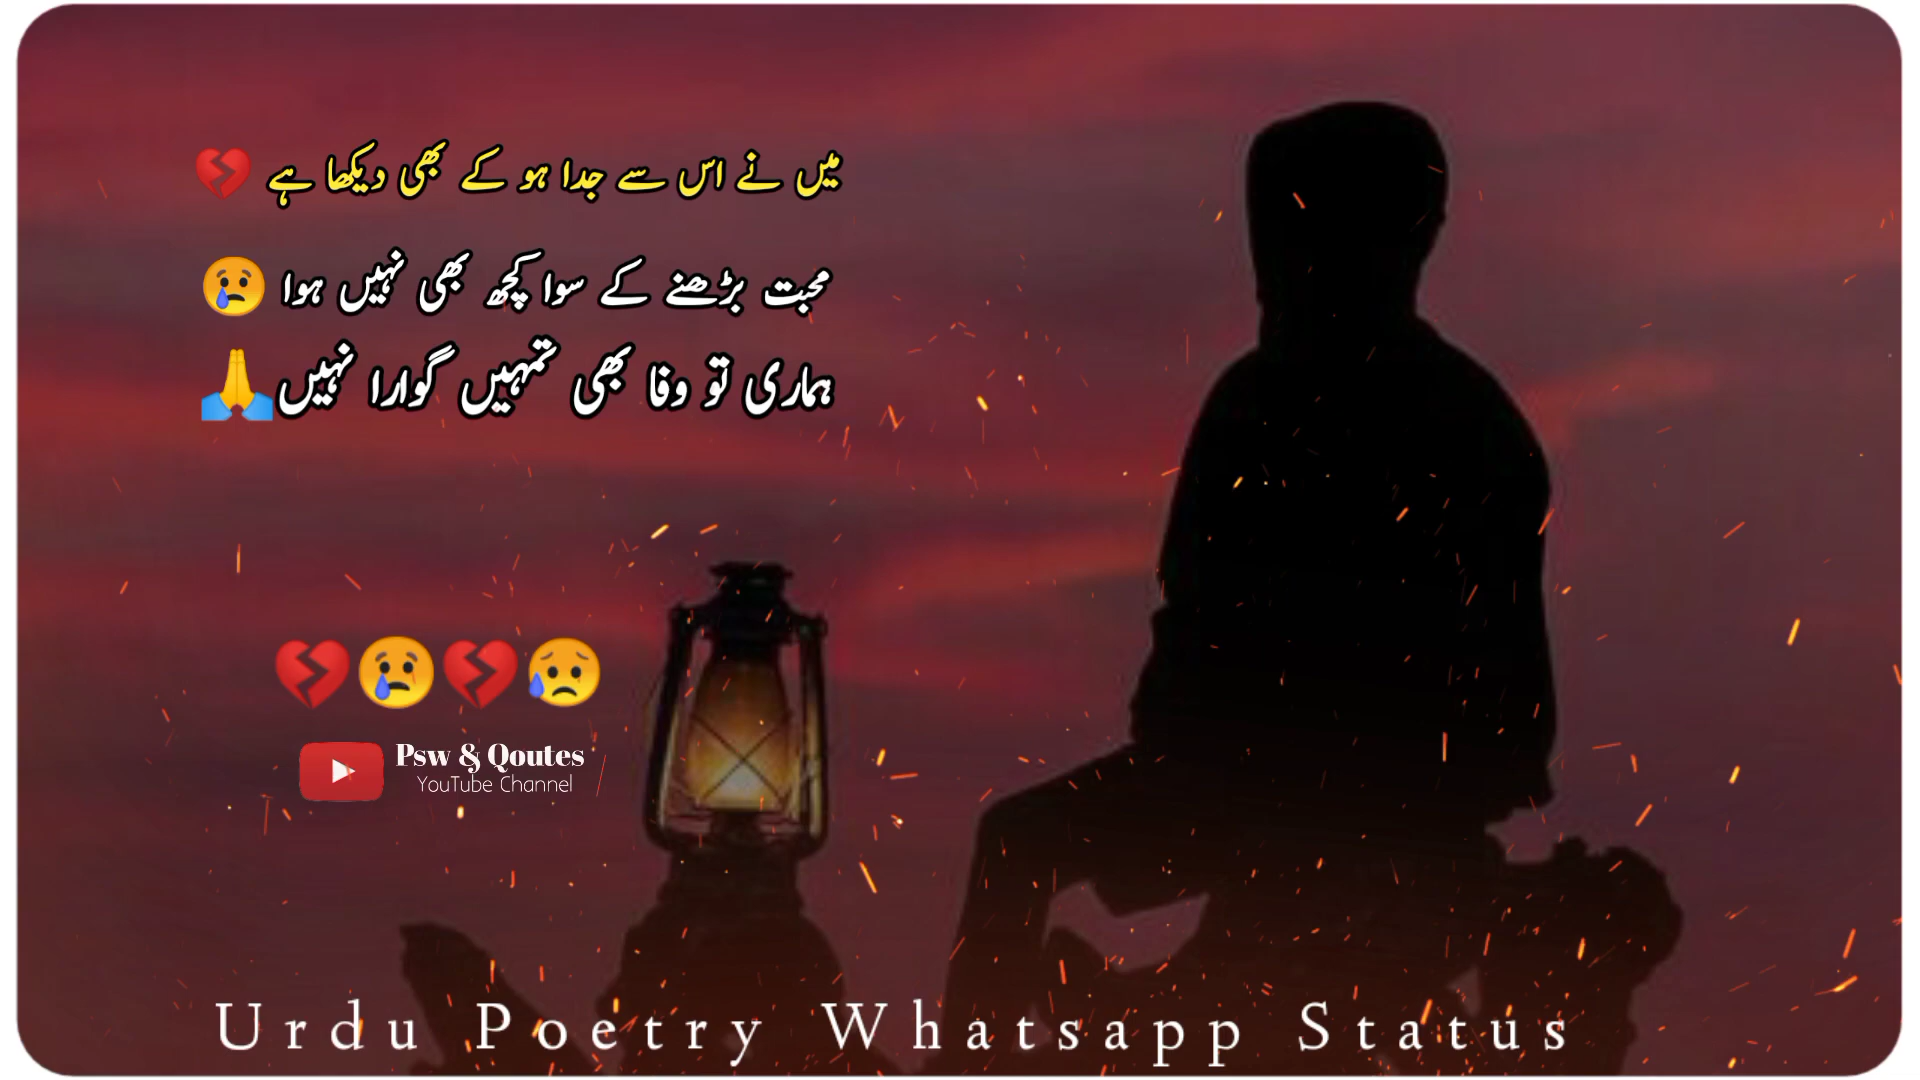 میں نے اس سے جدا ہو کے بھی دیکھا ہے 💔
محبت بڑھنے کے سوا کچھ بھی نہیں ہوا 😢
ہماری تو وفا بھی تمہیں گوارا نہیں🙏
💔😢💔😥
Psw & Qoutes
YouTube Channel
Urdu Poetry Whatsapp Status